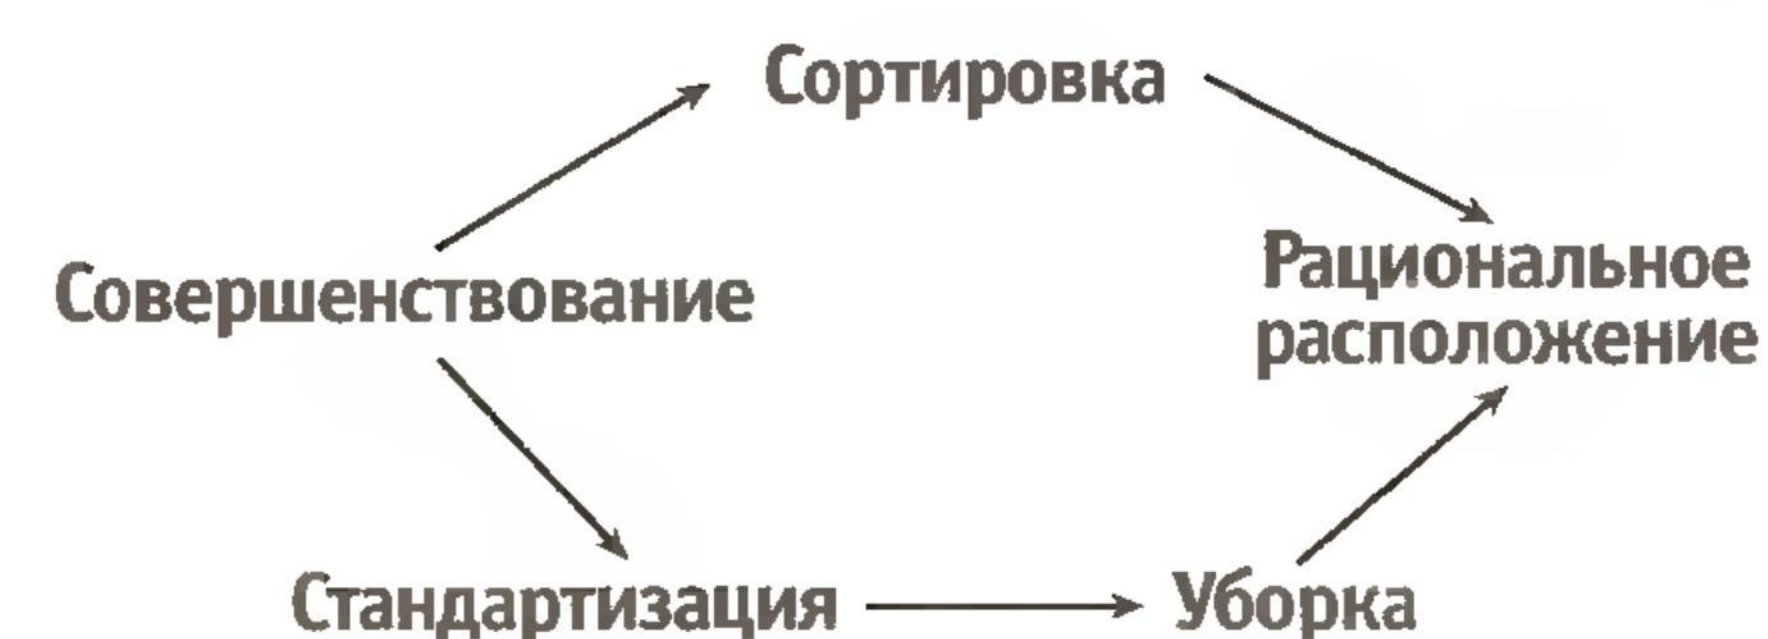 Сортировка
Совершенствование
Рациональное
расположение
Стандартизация
Уборка